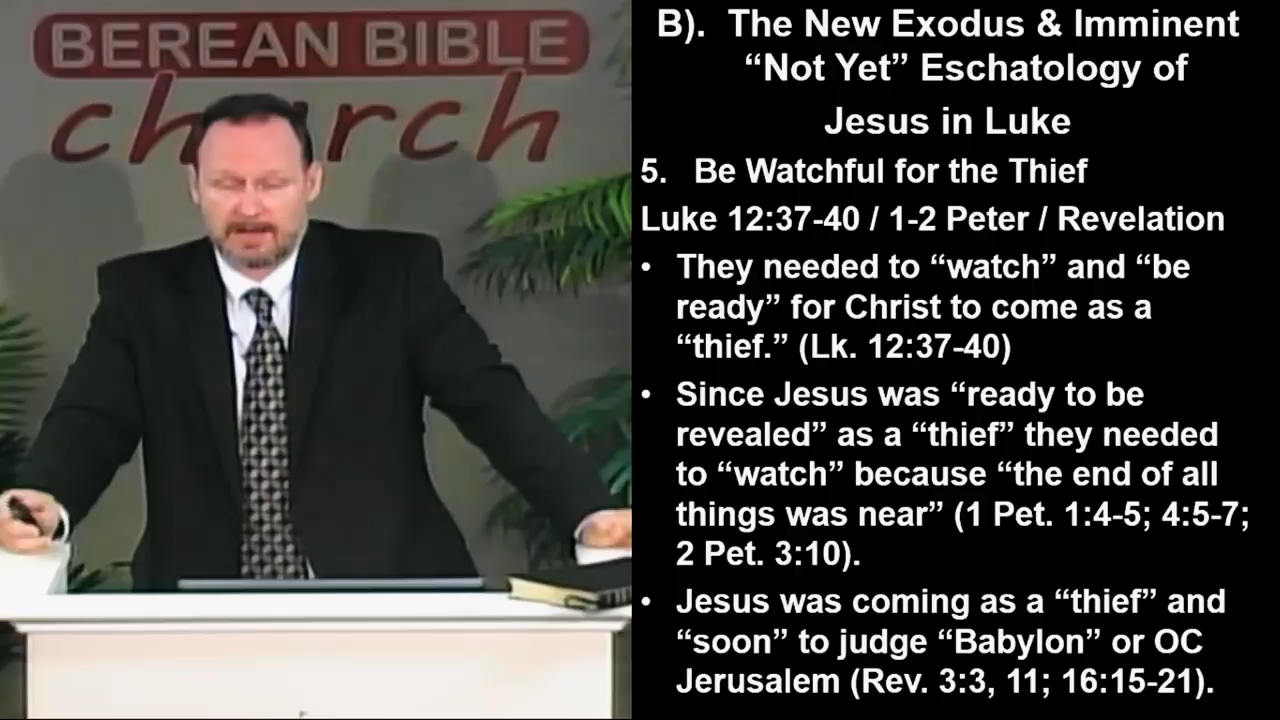 BEREAN BIBLE
church
B). The New Exodus & Imminent
“Not Yet” Eschatology of
Jesus in Luke
5. Be Watchful for the Thief
Luke 12:37-40 / 1-2 Peter / Revelation
• They needed to “watch” and “be
ready” for Christ to come as a
“thief.” (Lk. 12:37-40)
• Since Jesus was “ready to be
revealed” as a “thief” they needed
to “watch” because “the end of all
things was near” (1 Pet. 1:4-5; 4:5-7;
2 Pet. 3:10).
• Jesus was coming as a “thief” and
“soon” to judge “Babylon” or OC
Jerusalem (Rev. 3:3, 11; 16:15-21).